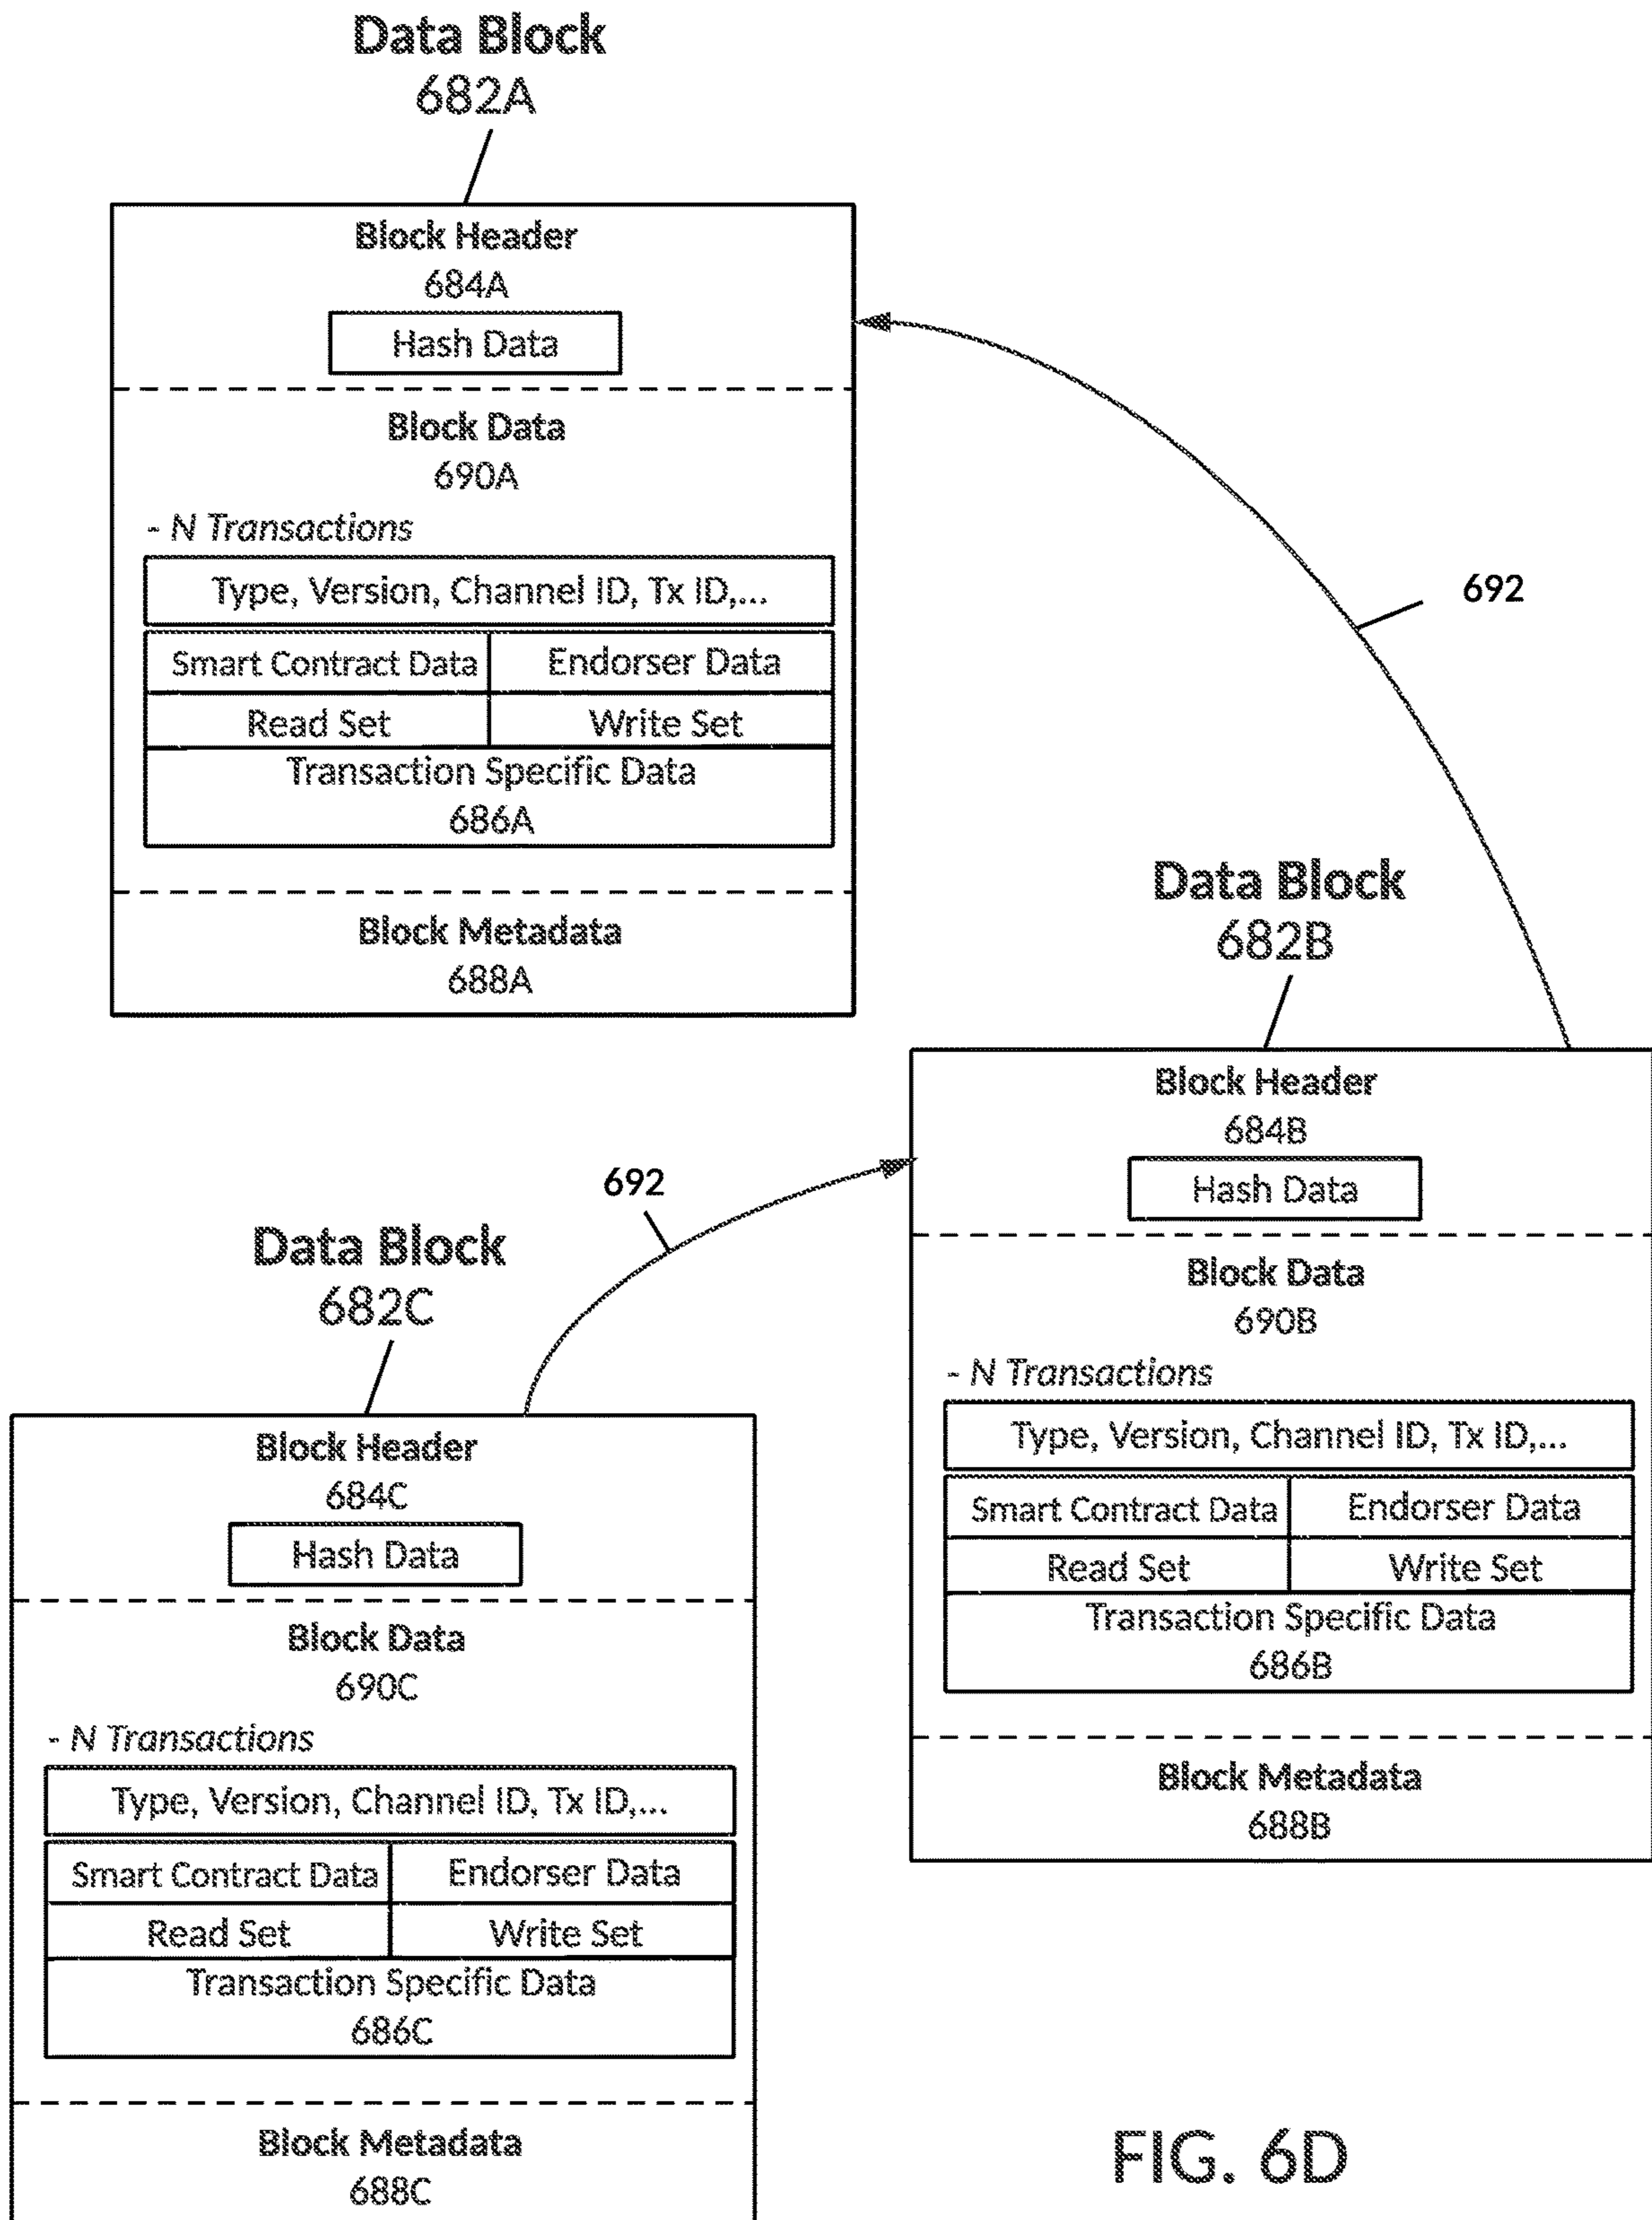 Data Block
682A
Block Header
684A
Hash Data
Block Data
690A
- N Transactions
Type, Version, Channel ID, Tx ID,...
Smart Contract Data Endorser Data
Read Set Write Set
Transaction Specific Data
686A
Block Metadata
688A
692
Data Block
682B
Block Header
684B
Hash Data
Block Data
690B
- N Transactions
Type, Version, Channel ID, Tx ID,...
Smart Contract Data Endorser Data
Read Set Write Set
Transaction Specific Data
686B
Block Metadata
688B
692
Data Block
682C
Block Header
684C
Hash Data
Block Data
690C
- N Transactions
Type, Version, Channel ID, Tx ID,...
Smart Contract Data Endorser Data
Read Set Write Set
Transaction Specific Data
686C
Block Metadata
688C
FIG. 6D